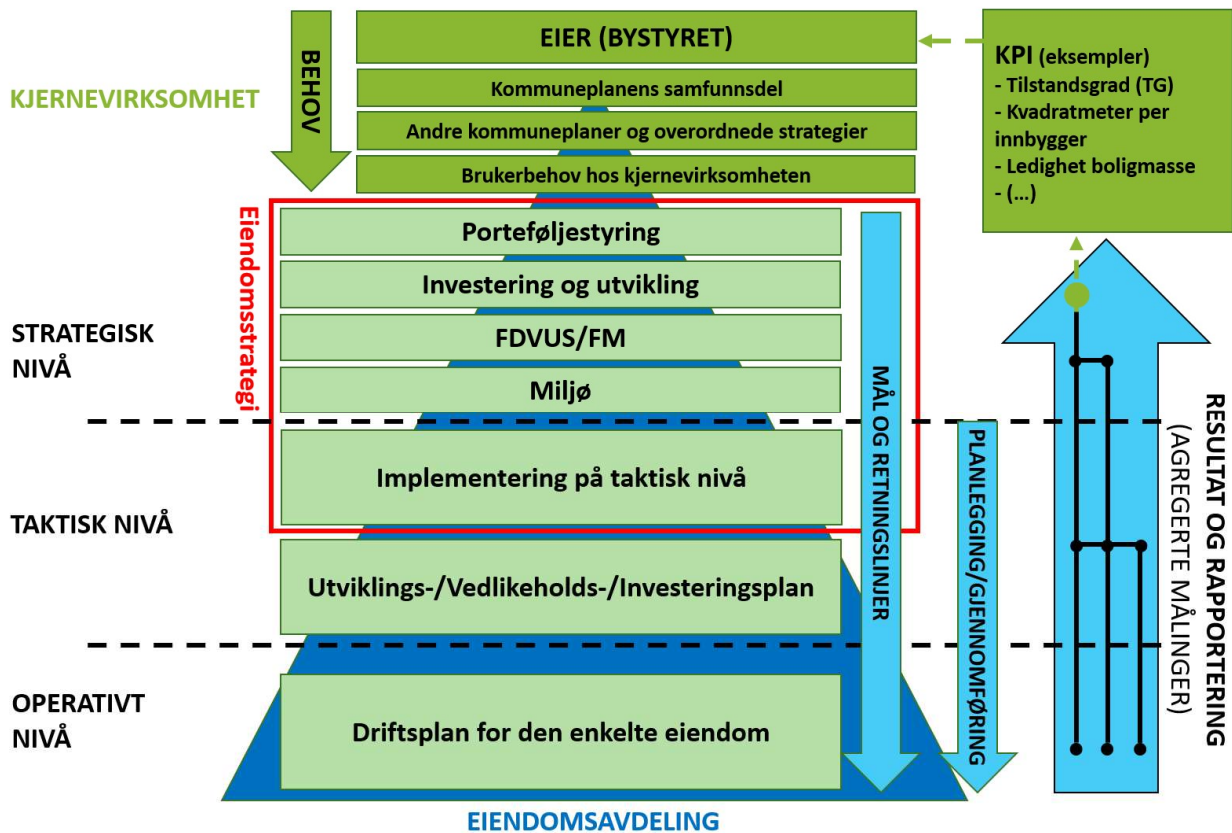 EIER (BYSTYRET)
Kommuneplanens samfunnsdel
Andre kommuneplaner og overordnede strategier
Brukerbehov hos kjernevirksomheten
KJERNEVIRKSOMHET
BEHOV
KPI (eksempler)
- Tilstandsgrad (TG)
- Kvadratmeter per
innbygger
- Ledighet boligmasse
- (...)
Eiendomsstrategi
Porteføljestyring
Investering og utvikling
FDVUS/FM
Miljø
STRATEGISK
NIVÅ
Implementering på taktisk nivå
TAKTISK NIVÅ
Utviklings-/Vedlikeholds-/Investeringsplan
OPERATIVT
NIVÅ
Driftsplan for den enkelte eiendom
MÅL OG RETNINGSLINJER
PLANLEGGING/GJENNOMFØRING
RESULTAT OG RAPPORTERING
(AGREGERTE MÅLINGER)
EIENDOMSAVDELING